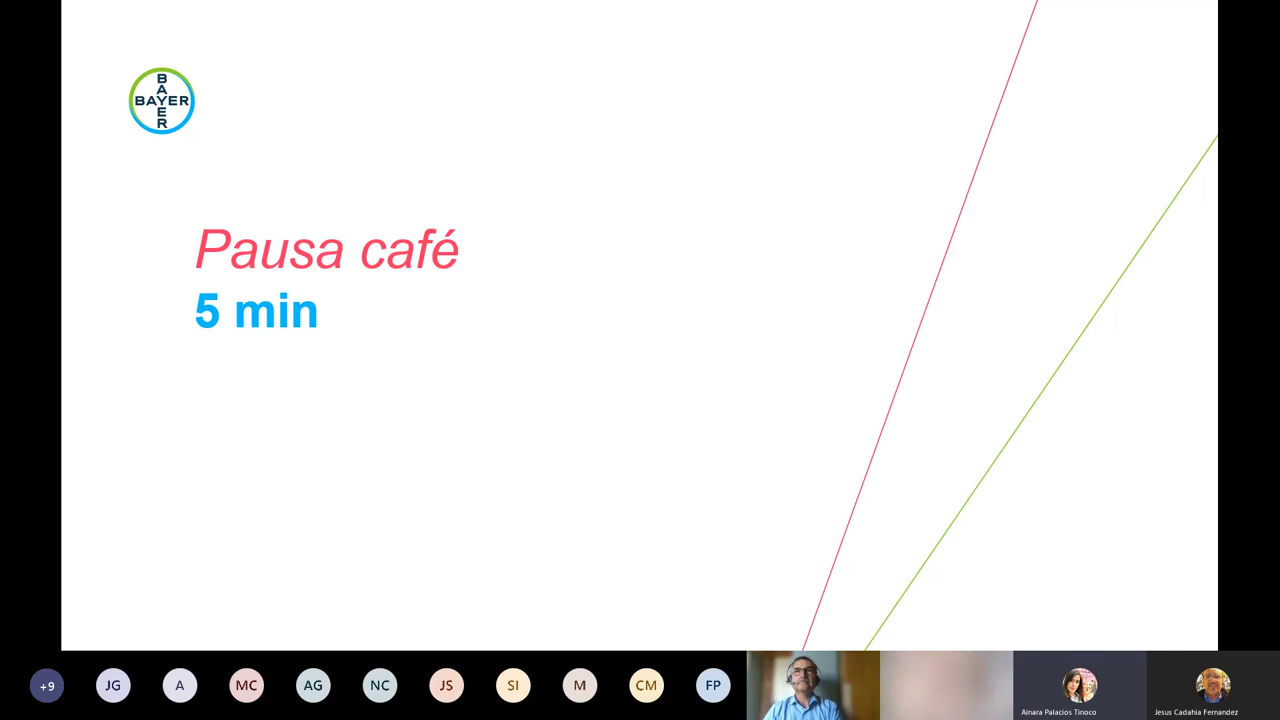 BAYER
BAYER
Pausa café
5 min
+9
JG
A
MC
AG
NC
JS
SI
M
CM
FP
Ainara Palacios Tinoco
Jesus Cadahia Fernandez